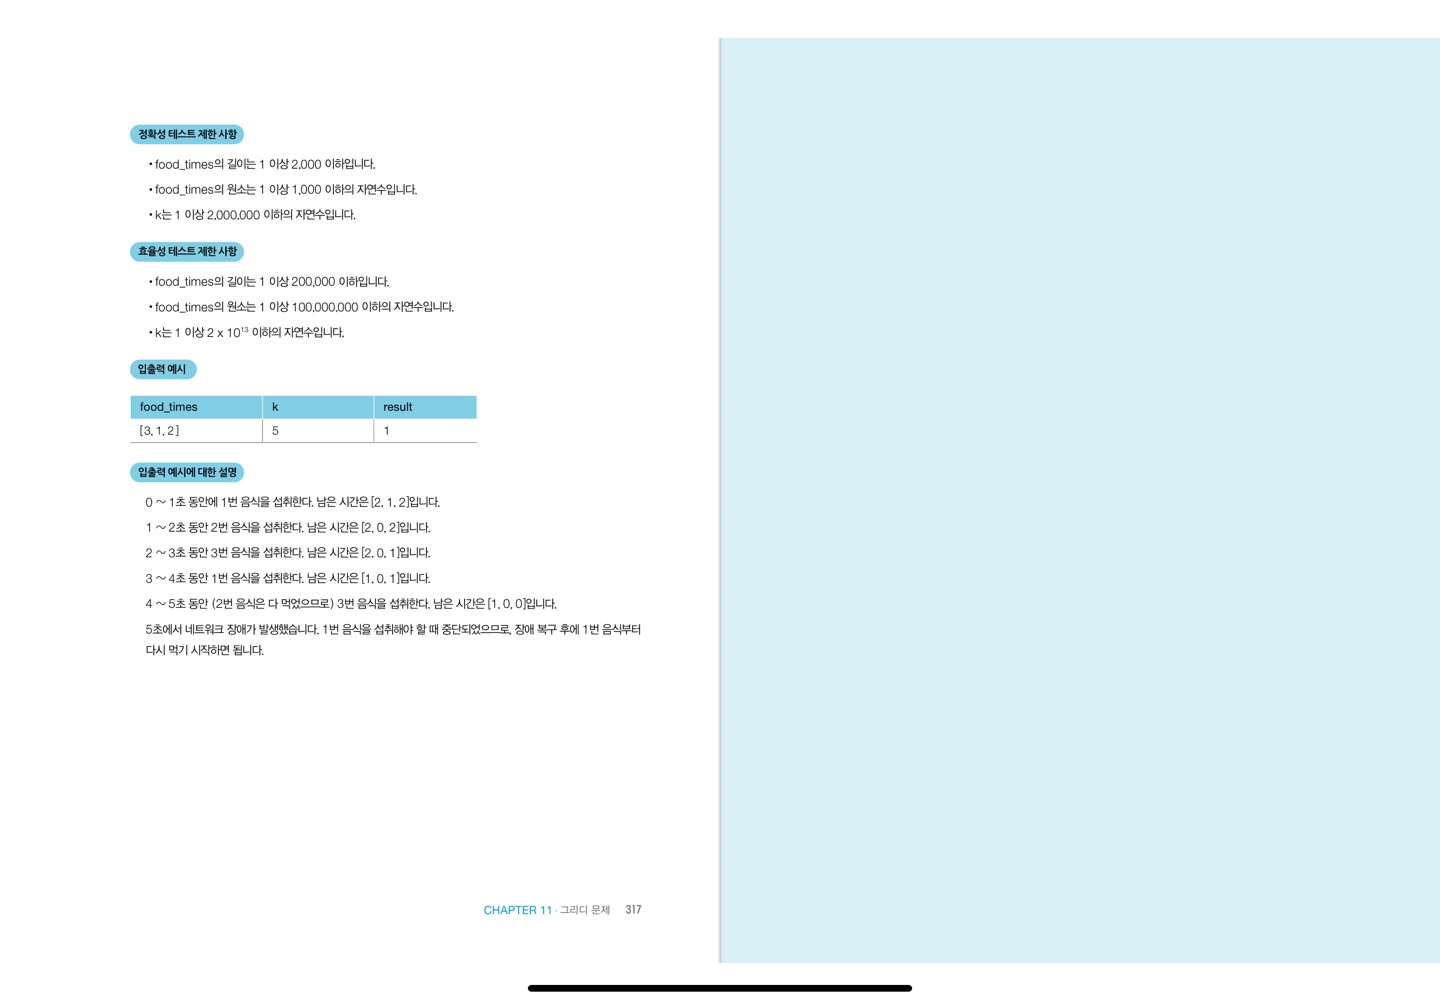 정확성 테스트 제한 사항
• food_times의 길이는 1 이상 2,000 이하입니다.
• food_times의 원소는 1 이상 1,000 이하의 자연수입니다.
• k는 1 이상 2,000,000 이하의 자연수입니다.
효율성 테스트 제한 사항
• food_times의 길이는 1 이상 200,000 이하입니다.
• food_times의 원소는 1 이상 100,000,000 이하의 자연수입니다.
• k는 1 이상 2 x 10¹³ 이하의 자연수입니다.
입출력 예시
food_times k result
[3, 1, 2] 5 1
입출력 예시에 대한 설명
0 ~ 1초 동안에 1번 음식을 섭취한다. 남은 시간은 [2, 1, 2]입니다.
1 ~ 2초 동안 2번 음식을 섭취한다. 남은 시간은 [2, 0, 2]입니다.
2 ~ 3초 동안 3번 음식을 섭취한다. 남은 시간은 [2, 0, 1]입니다.
3 ~ 4초 동안 1번 음식을 섭취한다. 남은 시간은 [1, 0, 1]입니다.
4 ~ 5초 동안 (2번 음식은 다 먹었으므로) 3번 음식을 섭취한다. 남은 시간은 [1, 0, 0]입니다.
5초에서 네트워크 장애가 발생했습니다. 1번 음식을 섭취해야 할 때 중단되었으므로, 장애 복구 후에 1번 음식부터
다시 먹기 시작하면 됩니다.
CHAPTER 11 · 그리디 문제 317